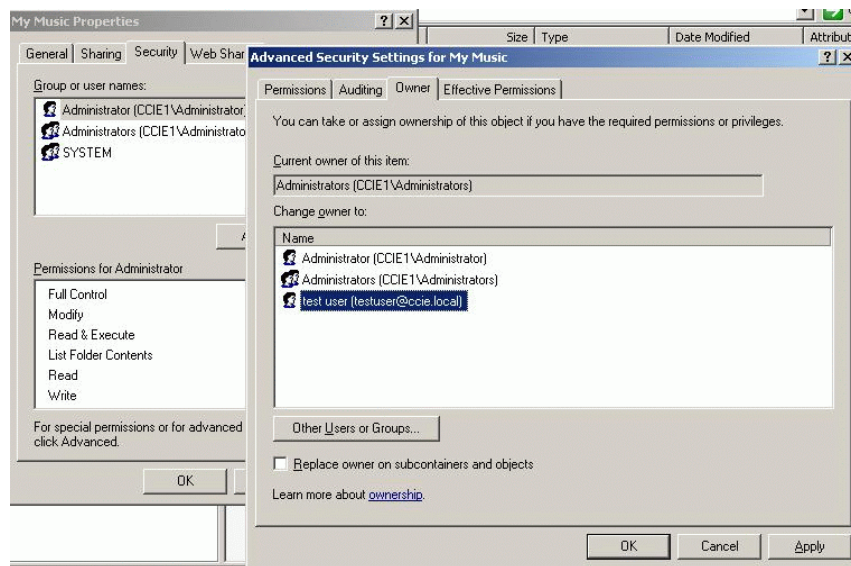 My Music Properties
General Sharing Security Web Shar
Group or user names:
Administrator (CCIE1\Administrator)
Administrators (CCIE1\Administrato
SYSTEM
Permissions for Administrator
Full Control
Modify
Read & Execute
List Folder Contents
Read
Write
For special permissions or for advanced
click Advanced.
OK
Size Type Date Modified Attribut
Advanced Security Settings for My Music
Permissions Auditing Owner Effective Permissions
You can take or assign ownership of this object if you have the required permissions or privileges.
Current owner of this item:
Administrators (CCIE1\Administrators)
Change owner to:
Name
Administrator (CCIE1\Administrator)
Administrators (CCIE1\Administrators)
test user (testuser@ccie.local)
Other Users or Groups...
Replace owner on subcontainers and objects
Learn more about ownership.
OK Cancel Apply